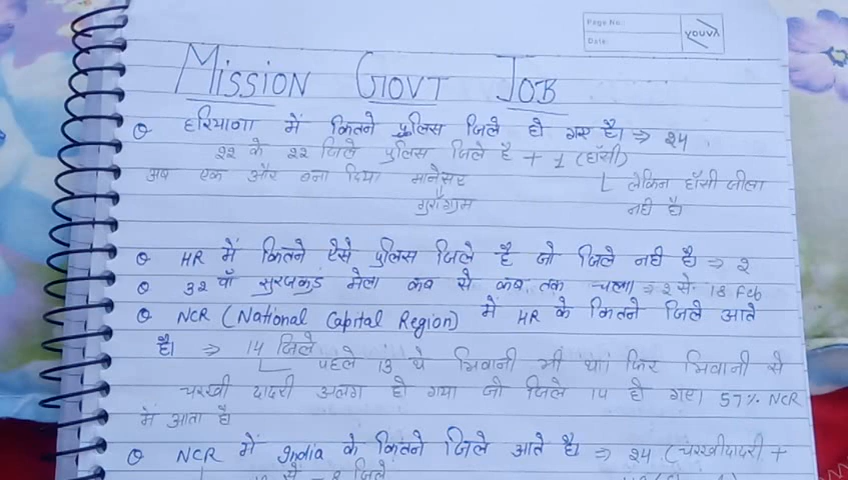 Page No.
Date
YOUVA
MISSION GOVT JOB
Q हरियाणा में कितने पुलिस जिले हो गए है। ⇒ 24
22 के 22 जिले पुलिस जिले है + 1 (हाँसी)
अब एक और बना दिया मानेसर
└ लेकिन हाँसी जीला
गुरुग्राम
नही है।
Q HR में कितने ऐसे पुलिस जिले है जो जिले नही है ⇒ 2
Q 32 वाँ सुरजकुंड मेला कब से कब तक चला। ⇒ 2 से 18 Feb
Q NCR (National Capital Region) में HR के कितने जिले आते
है। ⇒ 14 जिले
└ पहले 13 थे भिवानी भी था। फिर भिवानी से
चरखी दादरी अलग हो गया जो जिले 14 हो गए। 57% NCR
में आता है
Q NCR में India के कितने जिले आते है। ⇒ 24 (चरखीदादरी +
जिले